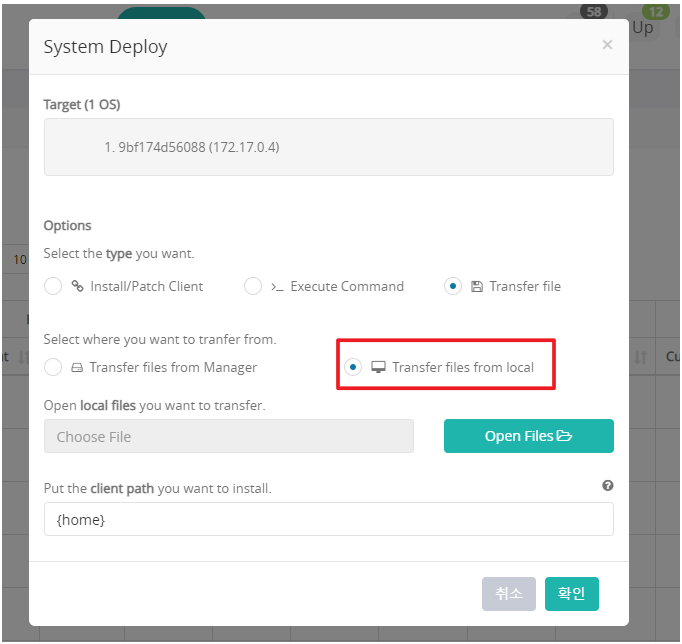 58
12
Up
System Deploy
×
Target (1 OS)
1. 9bf174d56088 (172.17.0.4)
Options
Select the type you want.
10
Install/Patch Client
Execute Command
Transfer file
Select where you want to tranfer from.
Transfer files from Manager
Transfer files from local
Cu
Open local files you want to transfer.
Choose File
Open Files
Put the client path you want to install.
{home}
취소
확인